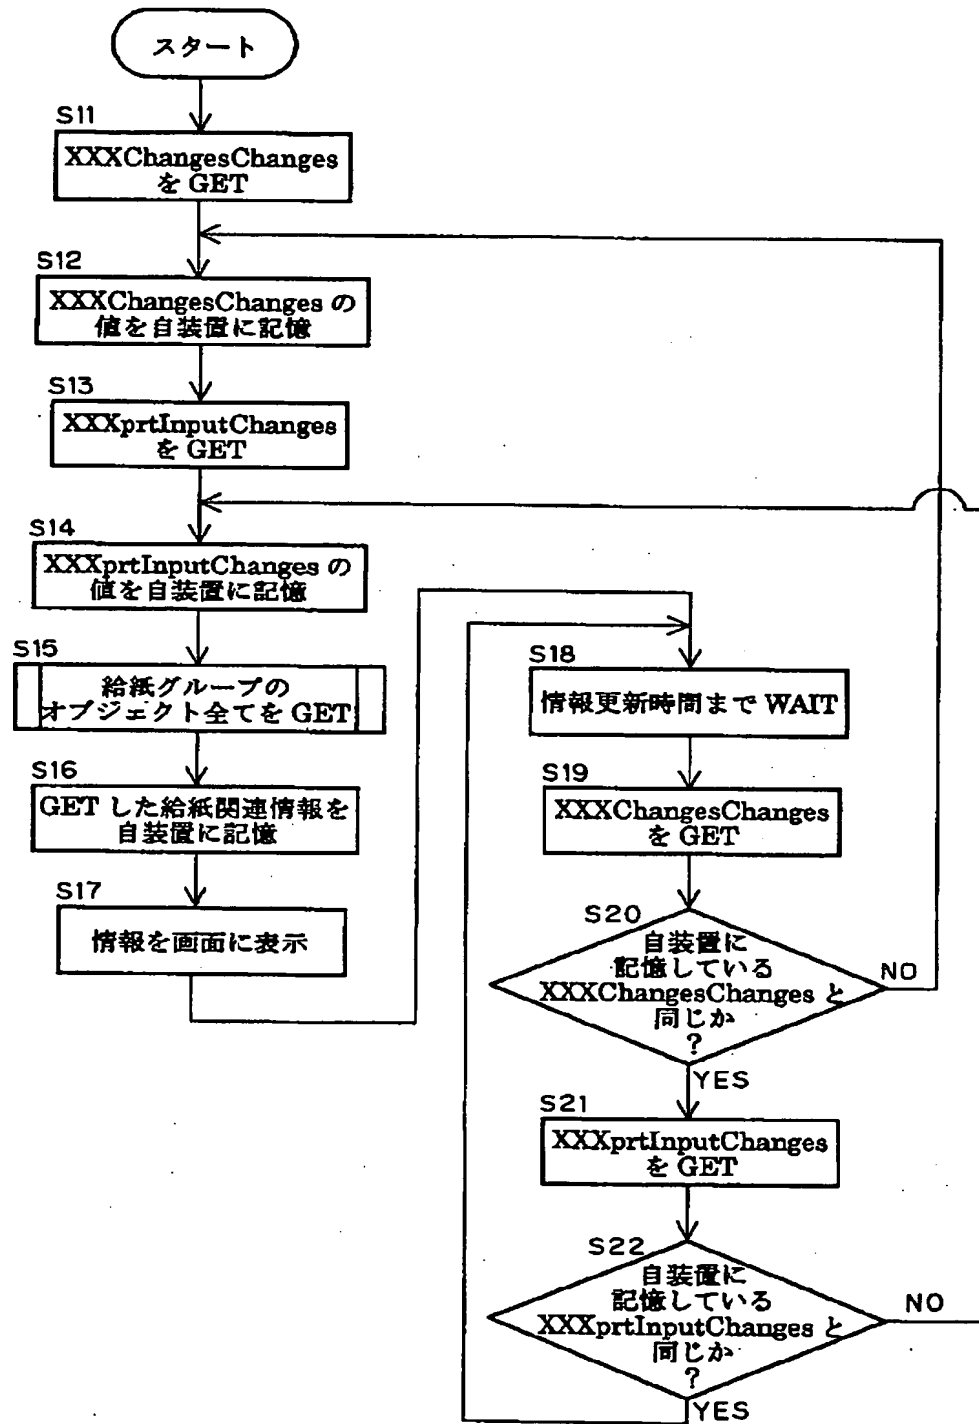 スタート
S11
XXXChangesChanges
を GET
S12
XXXChangesChanges の
値を自装置に記憶
S13
XXXprtInputChanges
を GET
S14
XXXprtInputChanges の
値を自装置に記憶
S15
給紙グループの
オブジェクト全てを GET
S16
GET した給紙関連情報を
自装置に記憶
S17
情報を画面に表示
S18
情報更新時間まで WAIT
S19
XXXChangesChanges
を GET
S20
自装置に
記憶している
XXXChangesChanges と
同じか
?
NO
YES
S21
XXXprtInputChanges
を GET
S22
自装置に
記憶している
XXXprtInputChanges と
同じか
?
NO
YES